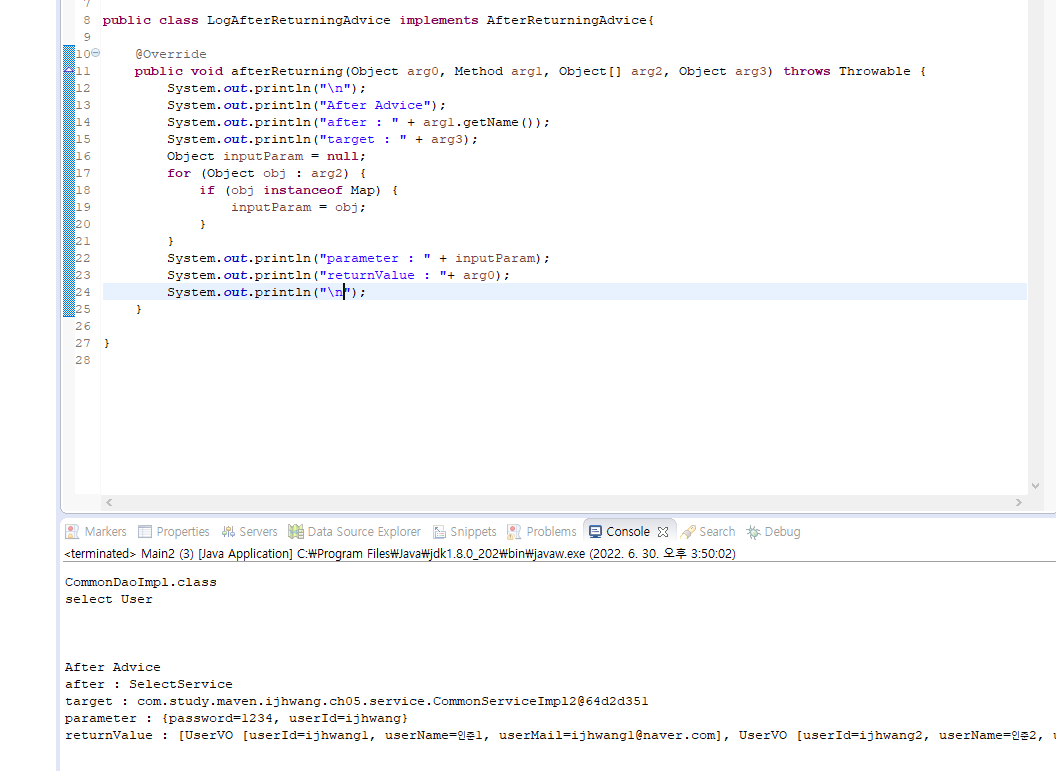 7
8 public class LogAfterReturningAdvice implements AfterReturningAdvice{
9
10 @Override
11 public void afterReturning(Object arg0, Method arg1, Object[] arg2, Object arg3) throws Throwable {
12 System.out.println("\n");
13 System.out.println("After Advice");
14 System.out.println("after : " + arg1.getName());
15 System.out.println("target : " + arg3);
16 Object inputParam = null;
17 for (Object obj : arg2) {
18 if (obj instanceof Map) {
19 inputParam = obj;
20 }
21 }
22 System.out.println("parameter : " + inputParam);
23 System.out.println("returnValue : "+ arg0);
24 System.out.println("\n");
25 }
26
27 }
28
Markers Properties Servers Data Source Explorer Snippets Problems Console Search Debug
<terminated> Main2 (3) [Java Application] C:₩Program Files₩Java₩jdk1.8.0_202₩bin₩javaw.exe (2022. 6. 30. 오후 3:50:02)
CommonDaoImpl.class
select User
After Advice
after : SelectService
target : com.study.maven.ijhwang.ch05.service.CommonServiceImpl2@64d2d351
parameter : {password=1234, userId=ijhwang}
returnValue : [UserVO [userId=ijhwang1, userName=인준1, userMail=ijhwang1@naver.com], UserVO [userId=ijhwang2, userName=인준2,